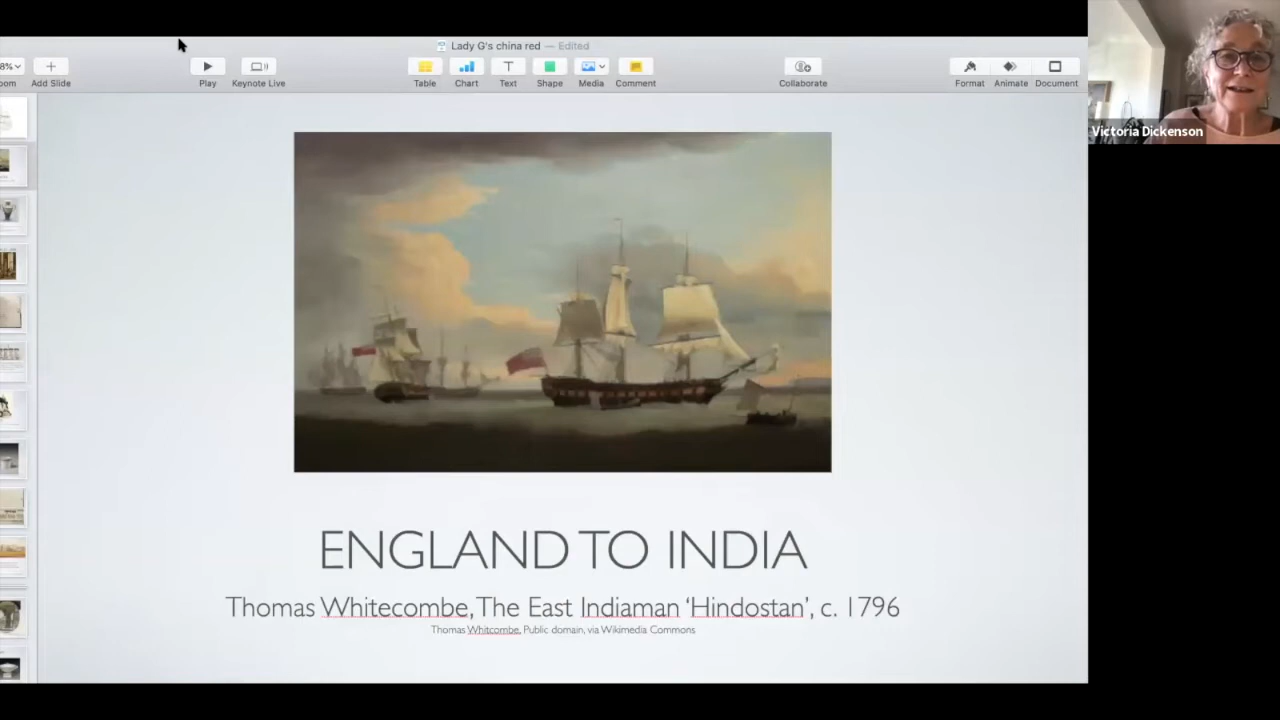 Lady G's china red — Edited
8%
oom
Add Slide
Play
Keynote Live
Table
Chart
Text
Shape
Media
Comment
Collaborate
Format
Animate
Document
Victoria Dickenson
ENGLAND TO INDIA
Thomas Whitecombe, The East Indiaman ‘Hindostan’, c. 1796
Thomas Whitcombe, Public domain, via Wikimedia Commons